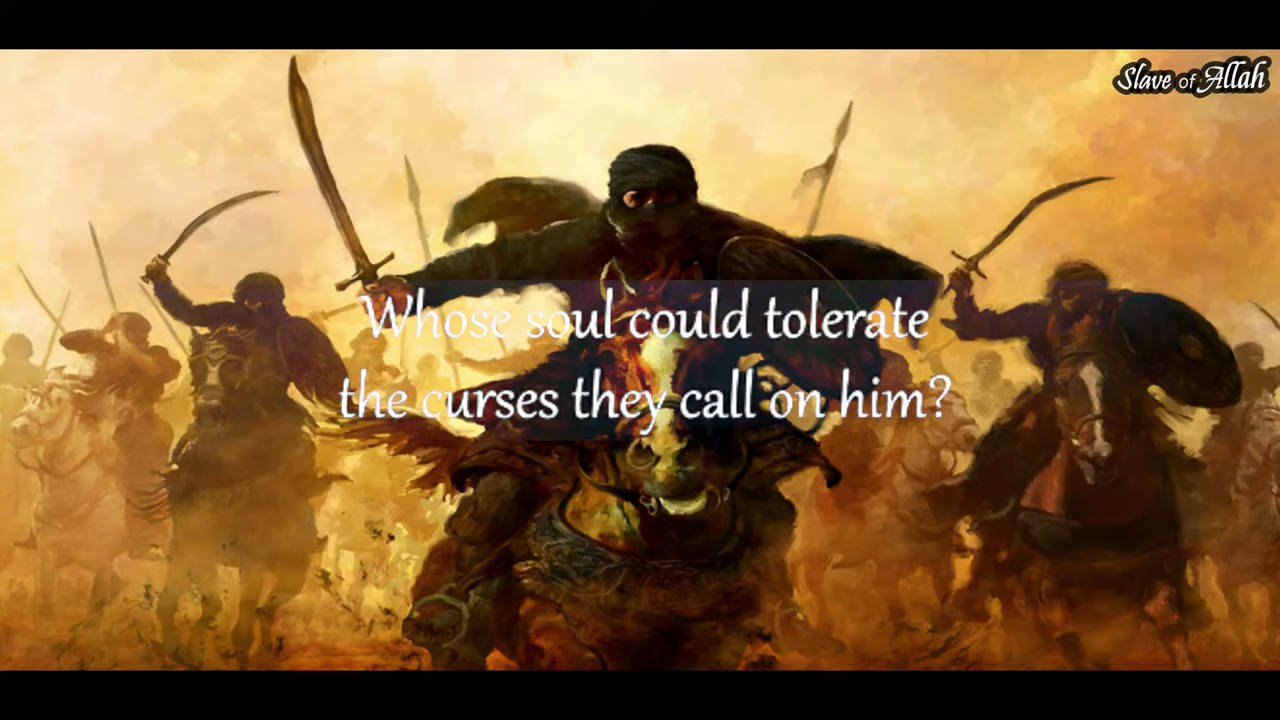 Slave of Allah
Whose soul could tolerate
the curses they call on him?